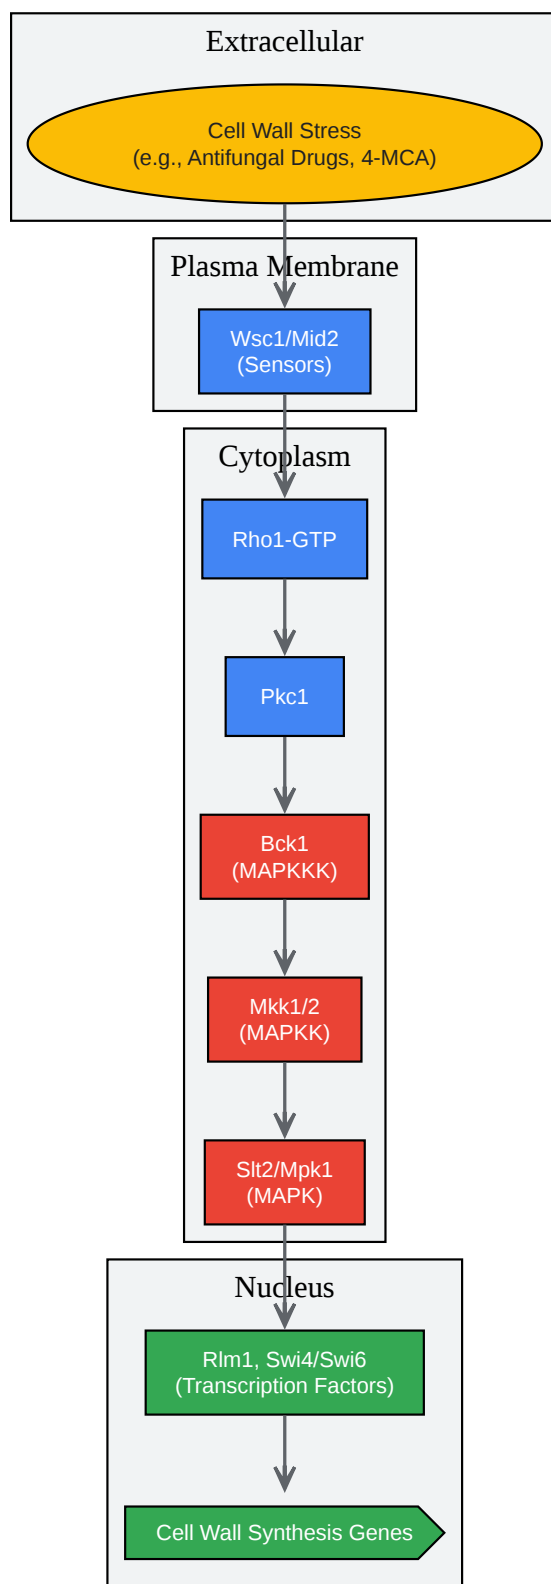 Extracellular
Cell Wall Stress
(e.g., Antifungal Drugs, 4-MCA)
Plasma Membrane
Wsc1/Mid2
(Sensors)
Cytoplasm
Rho1-GTP
Pkc1
Bck1
(MAPKKK)
Mkk1/2
(MAPKK)
Slt2/Mpk1
(MAPK)
Nucleus
Rlm1, Swi4/Swi6
(Transcription Factors)
Cell Wall Synthesis Genes